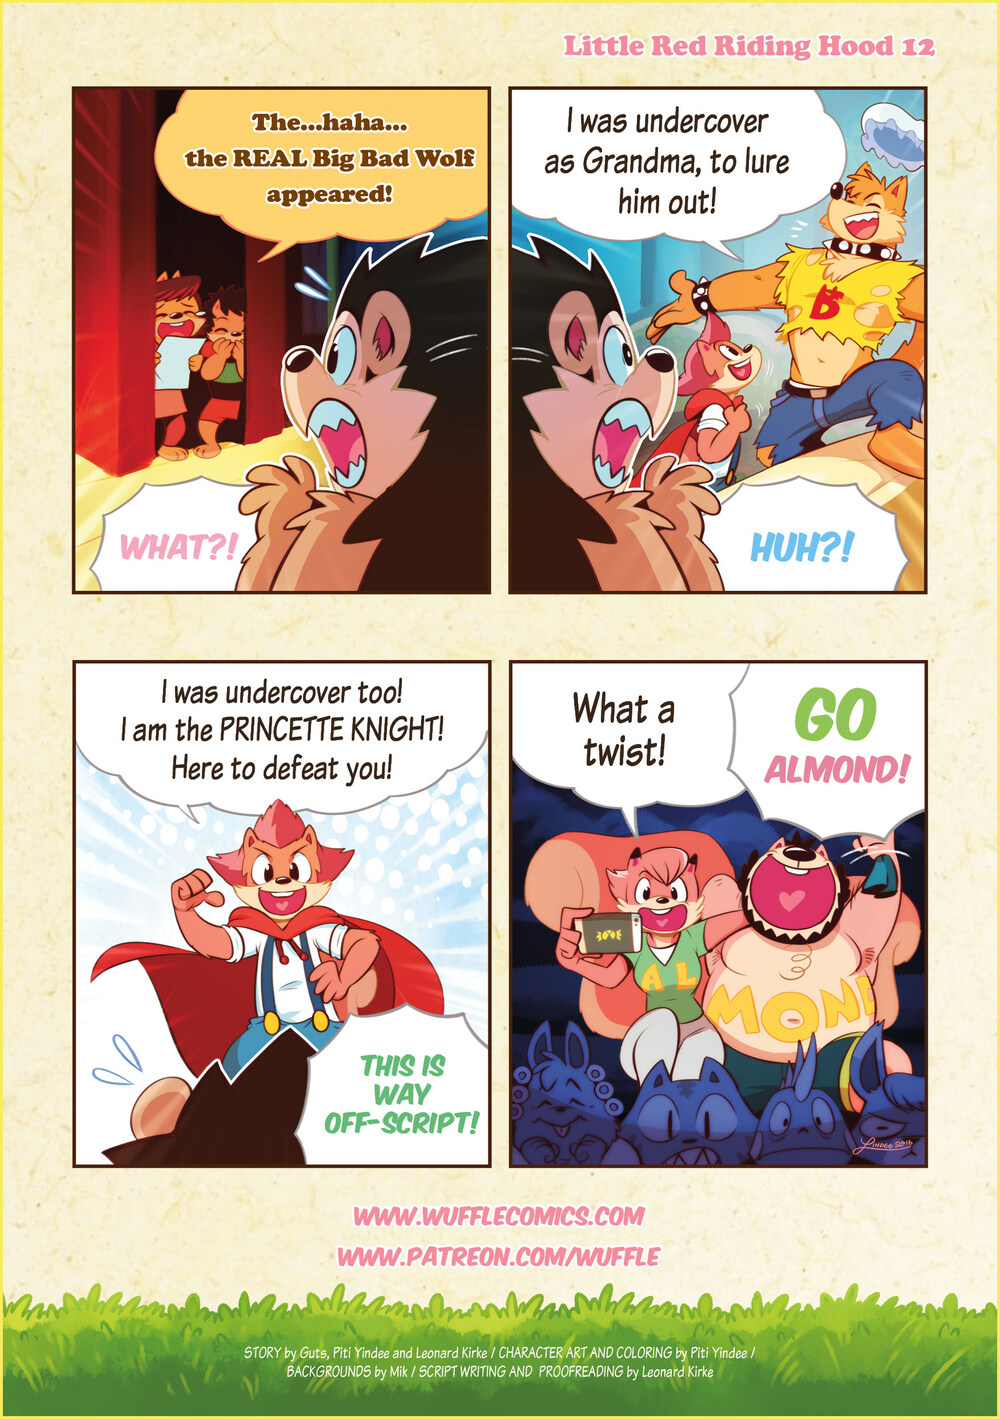 Little Red Riding Hood 12
The...haha...
the REAL Big Bad Wolf
appeared!
WHAT?!
I was undercover
as Grandma, to lure
him out!
B
HUH?!
I was undercover too!
I am the PRINCETTE KNIGHT!
Here to defeat you!
THIS IS
WAY
OFF-SCRIPT!
What a
twist!
GO
ALMOND!
AL
MOND
LINDEE 2016
WWW.WUFFLECOMICS.COM
WWW.PATREON.COM/WUFFLE
STORY by Guts, Piti Yindee and Leonard Kirke / CHARACTER ART AND COLORING by Piti Yindee /
BACKGROUNDS by Mik / SCRIPT WRITING AND PROOFREADING by Leonard Kirke